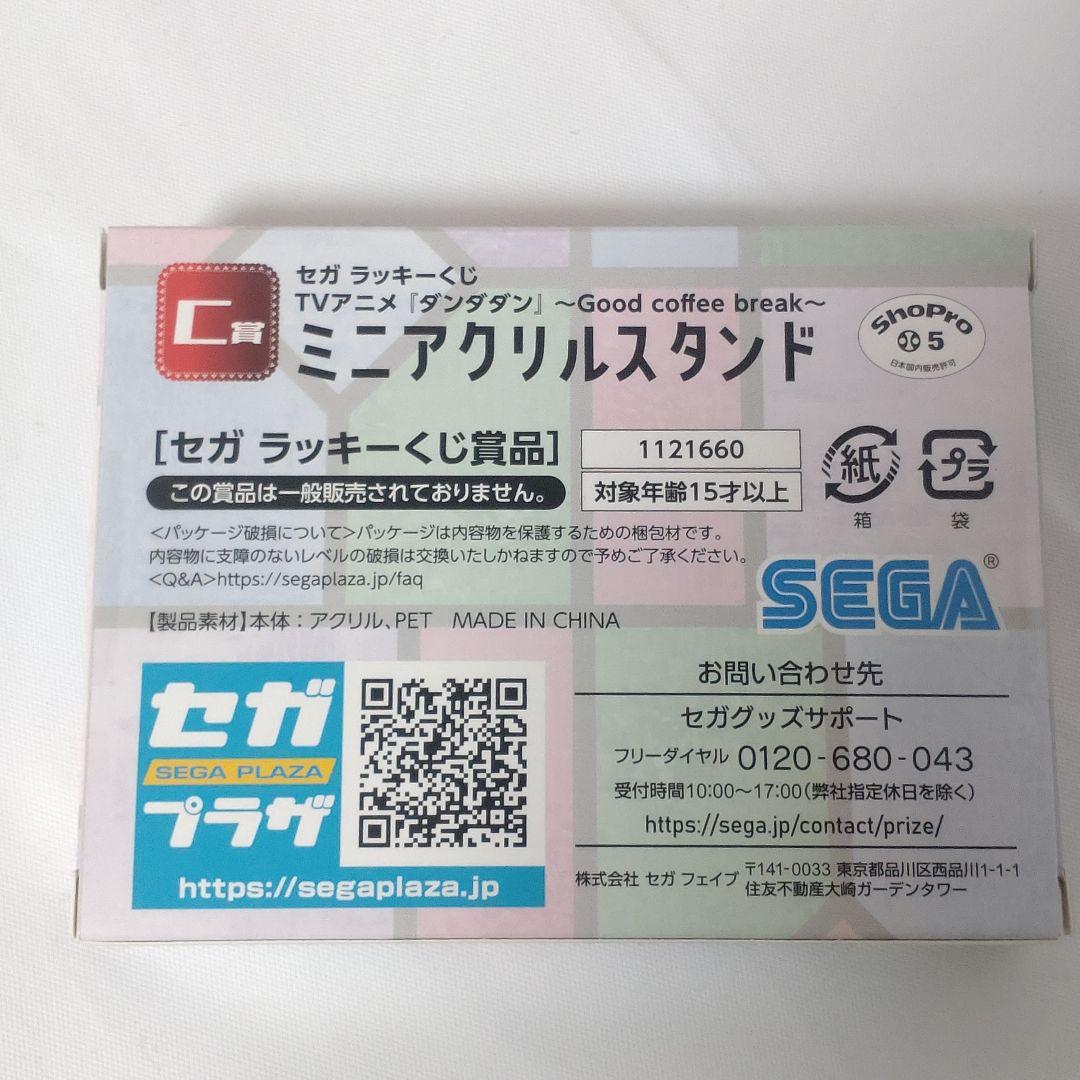 C賞
セガ ラッキーくじ
TVアニメ『ダンダダン』〜Good coffee break〜
ミニアクリルスタンド
ShoPro
5
日本国内販売許可
[セガ ラッキーくじ賞品]
1121660
この賞品は一般販売されておりません。
対象年齢15才以上
紙
箱
プラ
袋
<パッケージ破損について>パッケージは内容物を保護するための梱包材です。
内容物に支障のないレベルの破損は交換いたしかねますので予めご了承ください。
<Q&A>https://segaplaza.jp/faq
SEGA®
【製品素材】本体：アクリル、PET MADE IN CHINA
セガ
SEGA PLAZA
プラザ
https://segaplaza.jp
お問い合わせ先
セガグッズサポート
フリーダイヤル 0120-680-043
受付時間10:00〜17:00(弊社指定休日を除く)
https://sega.jp/contact/prize/
株式会社 セガ フェイブ 〒141-0033 東京都品川区西品川1-1-1
住友不動産大崎ガーデンタワー